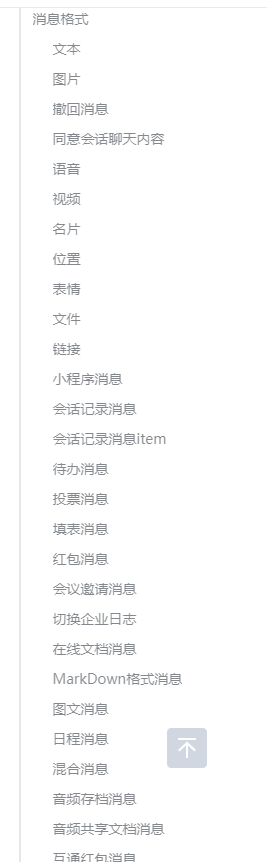 消息格式
文本
图片
撤回消息
同意会话聊天内容
语音
视频
名片
位置
表情
文件
链接
小程序消息
会话记录消息
会话记录消息item
待办消息
投票消息
填表消息
红包消息
会议邀请消息
切换企业日志
在线文档消息
MarkDown格式消息
图文消息
日程消息
混合消息
音频存档消息
音频共享文档消息
互通红包消息